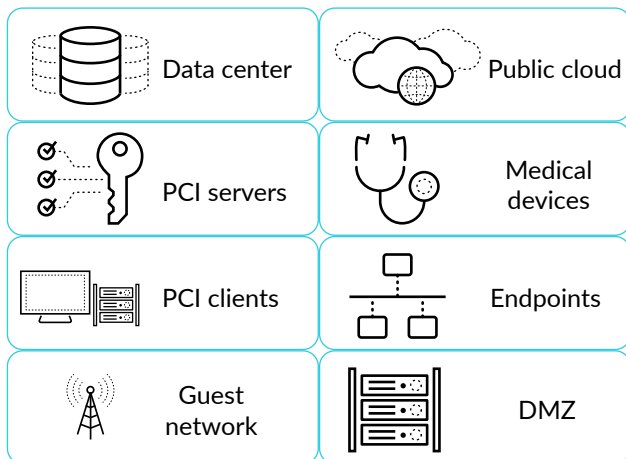 Data center
Public cloud
PCI servers
Medical
devices
PCI clients
Endpoints
Guest
network
DMZ